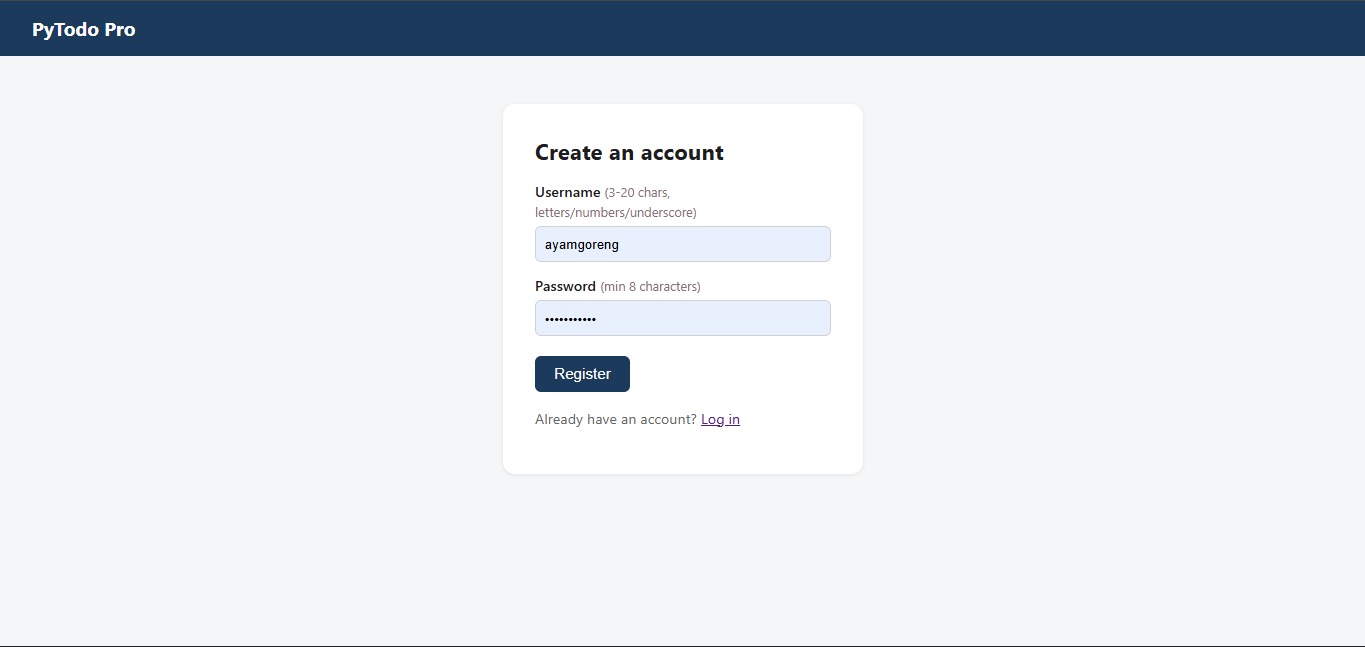 PyTodo Pro
Create an account
Username (3-20 chars,
letters/numbers/underscore)
ayamgoreng
Password (min 8 characters)
•••••••••••
Register
Already have an account? Log in